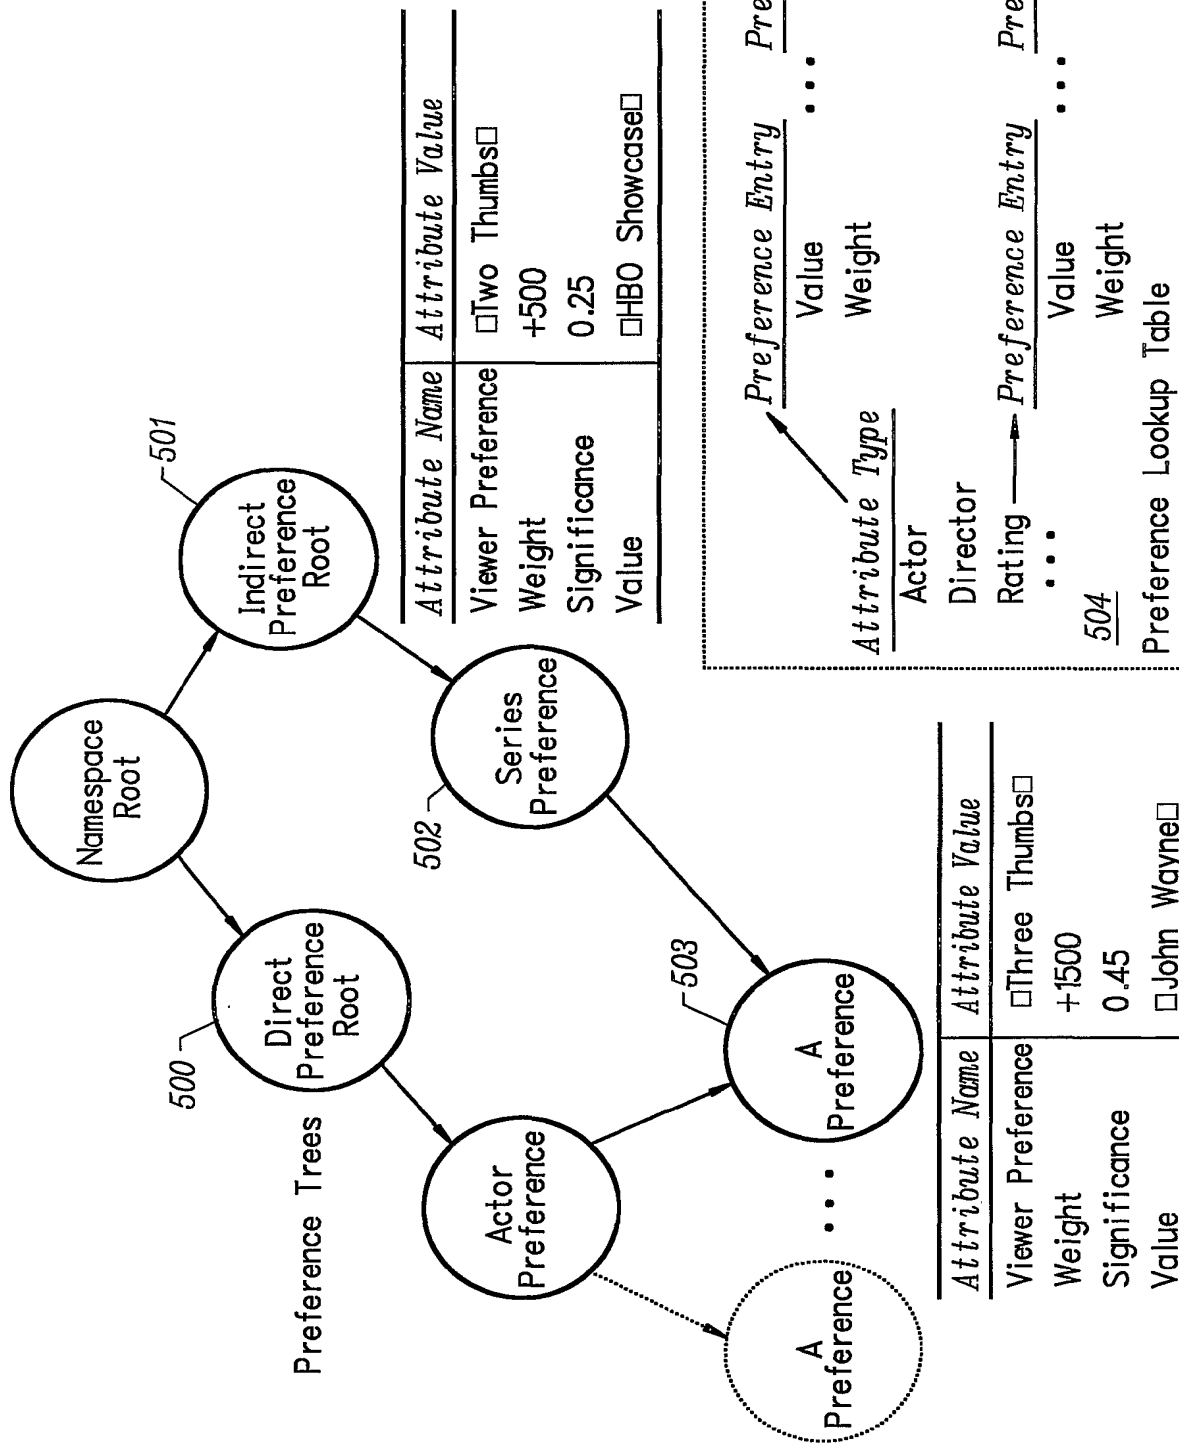 Preference Trees
Namespace
Root
500
Direct
Preference
Root
Indirect
Preference
Root
501
Actor
Preference
502
Series
Preference
A
Preference
...
A
Preference
503
Attribute Name Attribute Value
Viewer Preference □Two Thumbs□
Weight +500
Significance 0.25
Value □HBO Showcase□
Attribute Name Attribute Value
Viewer Preference □Three Thumbs□
Weight +1500
Significance 0.45
Value □John Wayne□
Attribute Type
Actor
Director
Rating
...
Preference Entry Pre
Value ...
Weight
Preference Entry Pre
Value ...
Weight
504
Preference Lookup Table